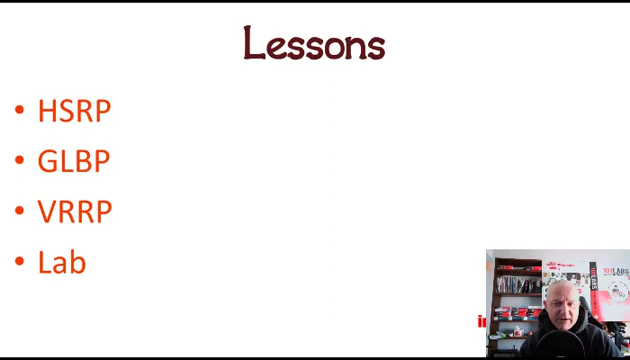 Lessons
• HSRP
• GLBP
• VRRP
• Lab